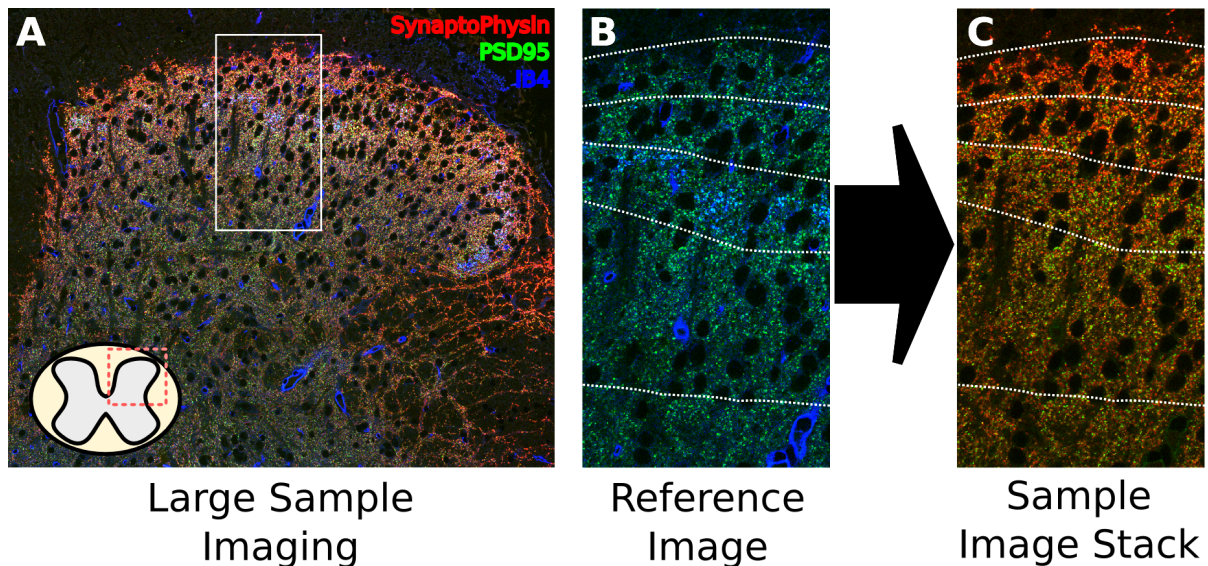 A
SynaptoPhysin
PSD95
IB4
B
C
Large Sample
Imaging
Reference
Image
Sample
Image Stack